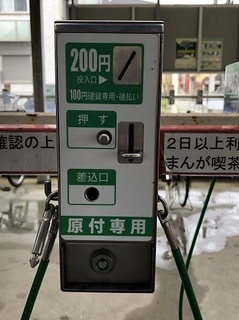 200円
投入口▶
100円硬貨専用・後払い
押す
差込口
原付専用
確認の上
2日以上利
まんが喫茶